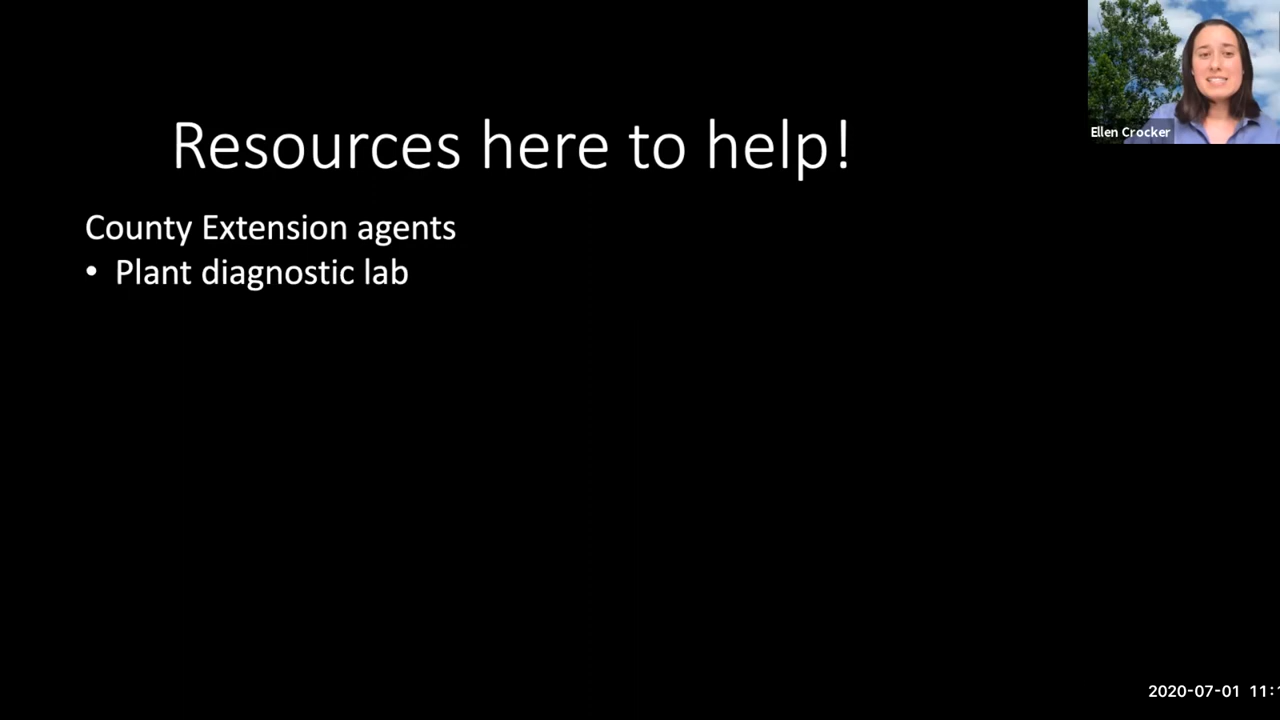 Resources here to help!
Ellen Crocker
County Extension agents
• Plant diagnostic lab
2020-07-01 11: